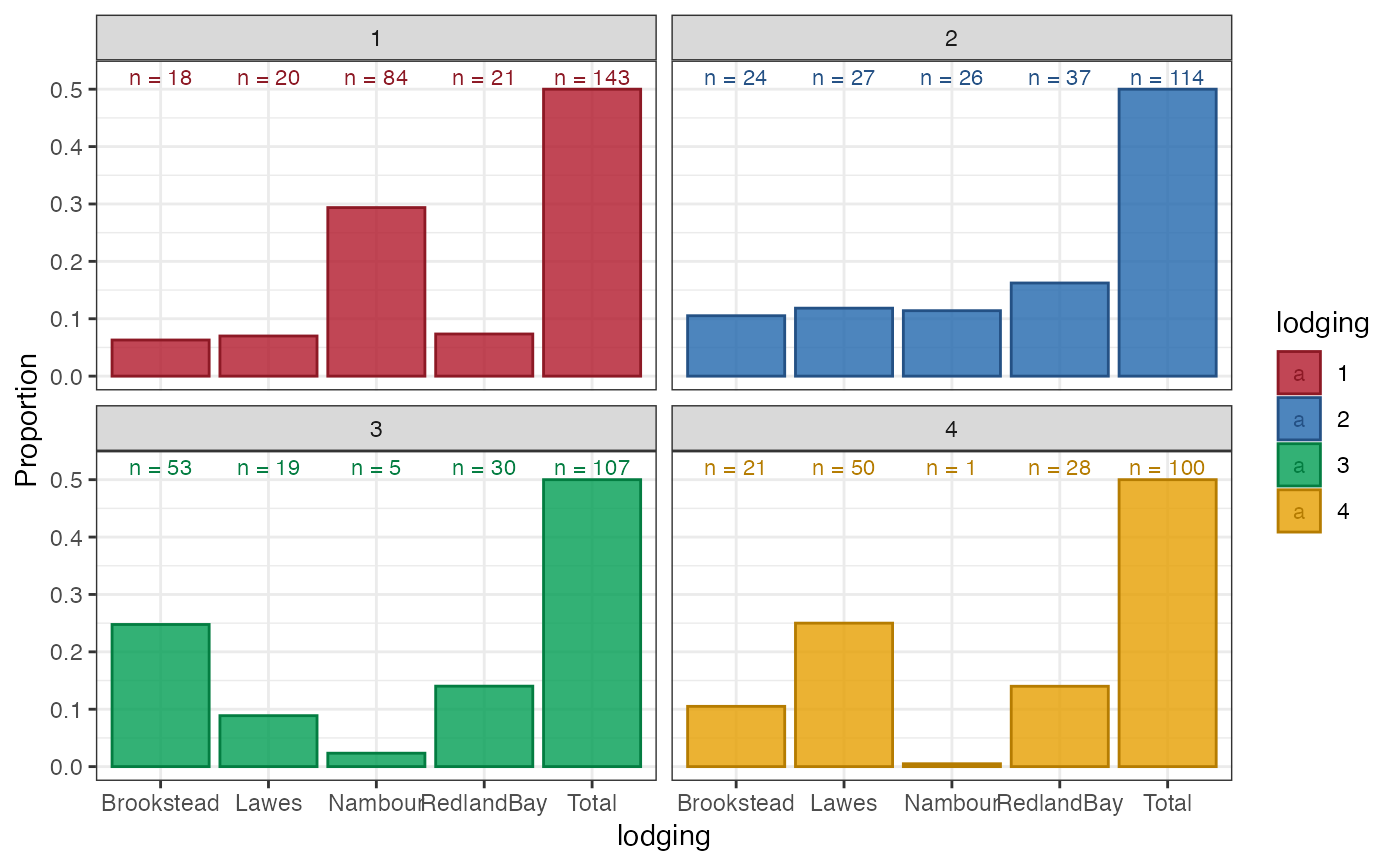 1
2
n = 18 n = 20 n = 84 n = 21 n = 143
n = 24 n = 27 n = 26 n = 37 n = 114
0.5
0.4
0.3
0.2
0.1
0.0
3
4
n = 53 n = 19 n = 5 n = 30 n = 107
n = 21 n = 50 n = 1 n = 28 n = 100
0.5
0.4
0.3
0.2
0.1
0.0
Proportion
Brookstead Lawes Nambour RedlandBay Total
Brookstead Lawes Nambour RedlandBay Total
lodging
lodging
a 1
a 2
a 3
a 4